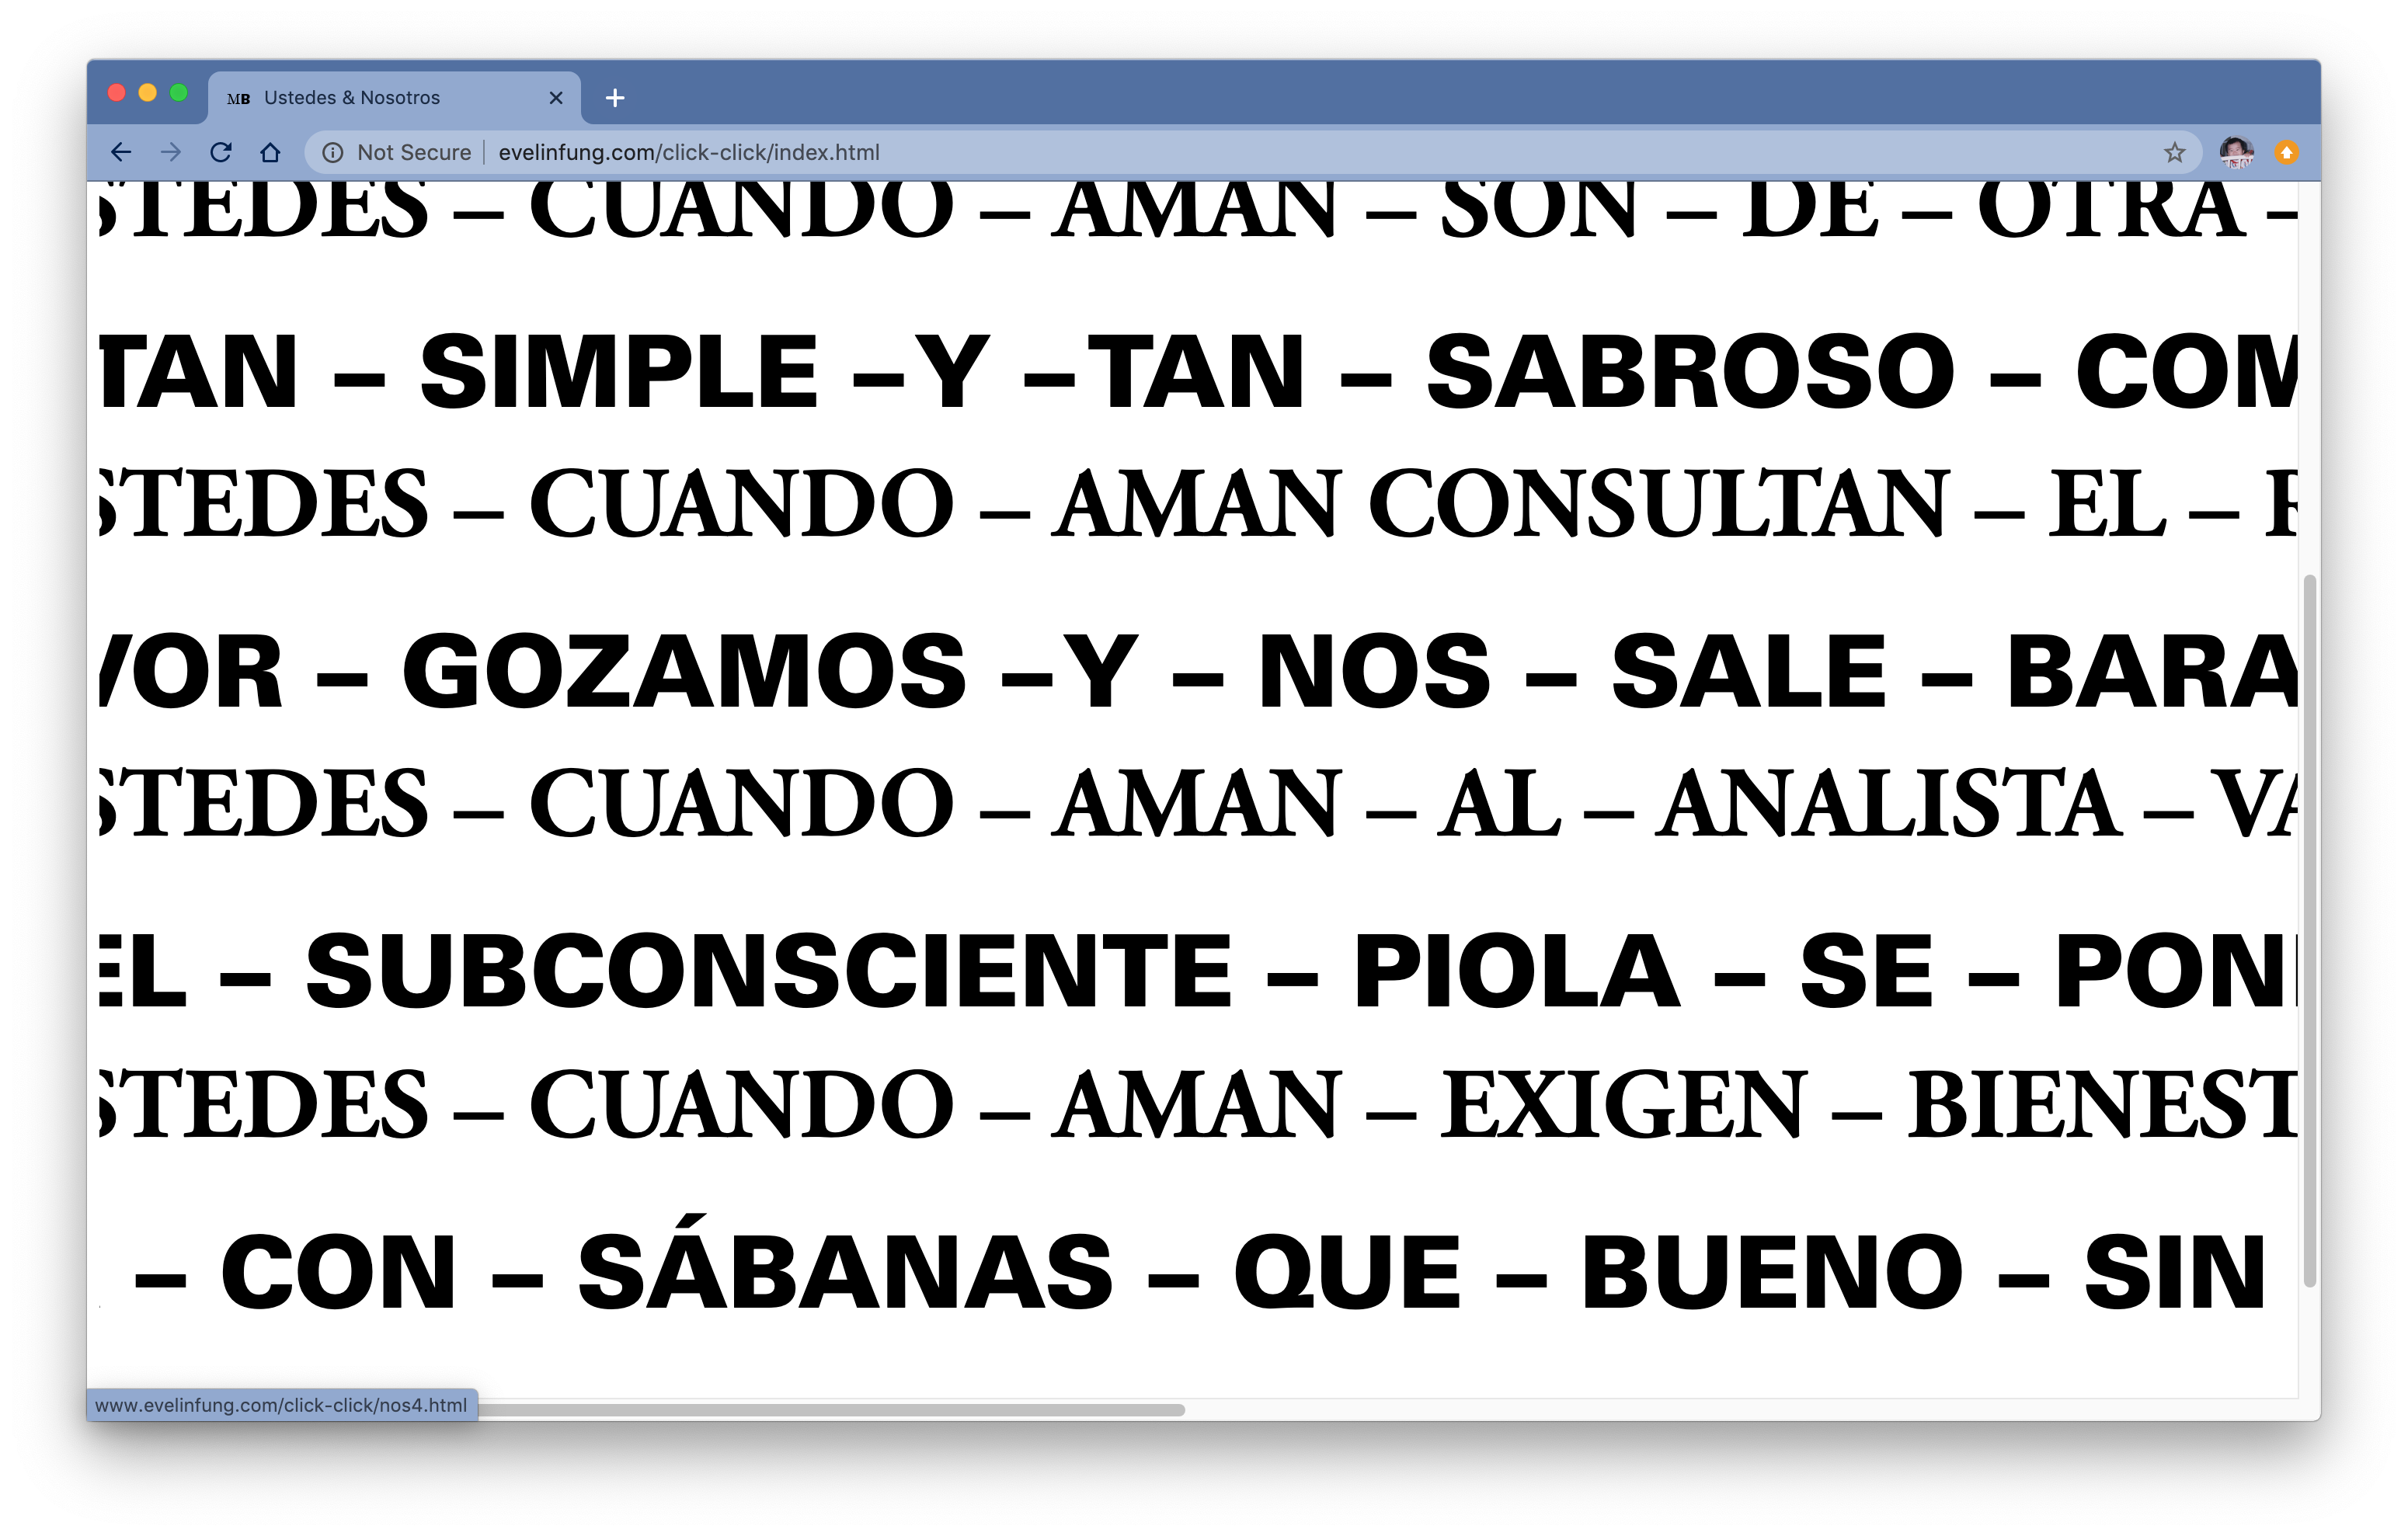 MB Ustedes & Nosotros
Not Secure evelinfung.com/click-click/index.html
STEDES – CUANDO – AMAN – SON – DE – OTRA –
TAN – SIMPLE – Y – TAN – SABROSO – COM
STEDES – CUANDO – AMAN CONSULTAN – EL –
VOR – GOZAMOS – Y – NOS – SALE – BARA
STEDES – CUANDO – AMAN – AL – ANALISTA – VA
EL – SUBCONSCIENTE – PIOLA – SE – PON
STEDES – CUANDO – AMAN – EXIGEN – BIENEST
– CON – SÁBANAS – QUE – BUENO – SIN
www.evelinfung.com/click-click/nos4.html